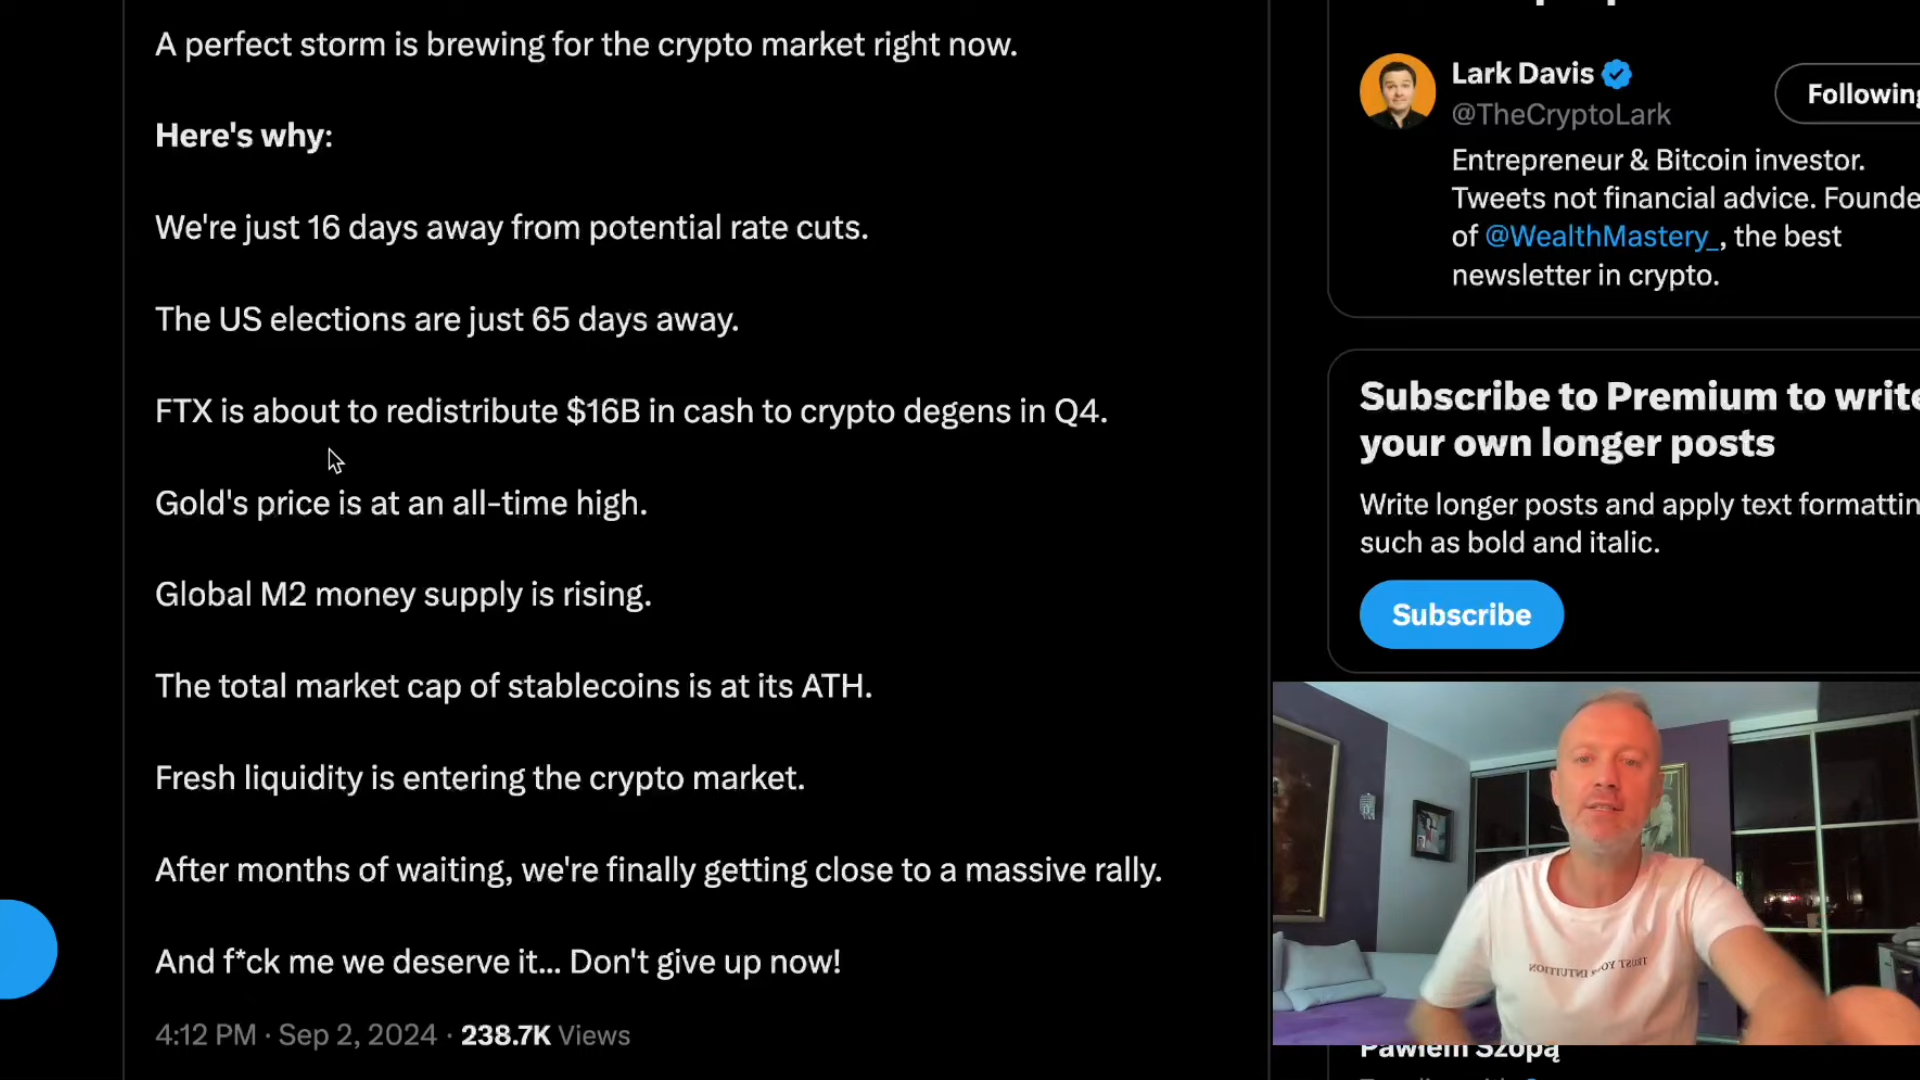 A perfect storm is brewing for the crypto market right now.
Here's why:
We're just 16 days away from potential rate cuts.
The US elections are just 65 days away.
FTX is about to redistribute $16B in cash to crypto degens in Q4.
Gold's price is at an all-time high.
Global M2 money supply is rising.
The total market cap of stablecoins is at its ATH.
Fresh liquidity is entering the crypto market.
After months of waiting, we're finally getting close to a massive rally.
And f*ck me we deserve it... Don't give up now!
4:12 PM · Sep 2, 2024 · 238.7K Views
Lark Davis
@TheCryptoLark
Following
Entrepreneur & Bitcoin investor.
Tweets not financial advice. Founde
of @WealthMastery_, the best
newsletter in crypto.
Subscribe to Premium to write
your own longer posts
Write longer posts and apply text formattin
such as bold and italic.
Subscribe
TRUST YOUR INTUITION
Pawłem Szopą